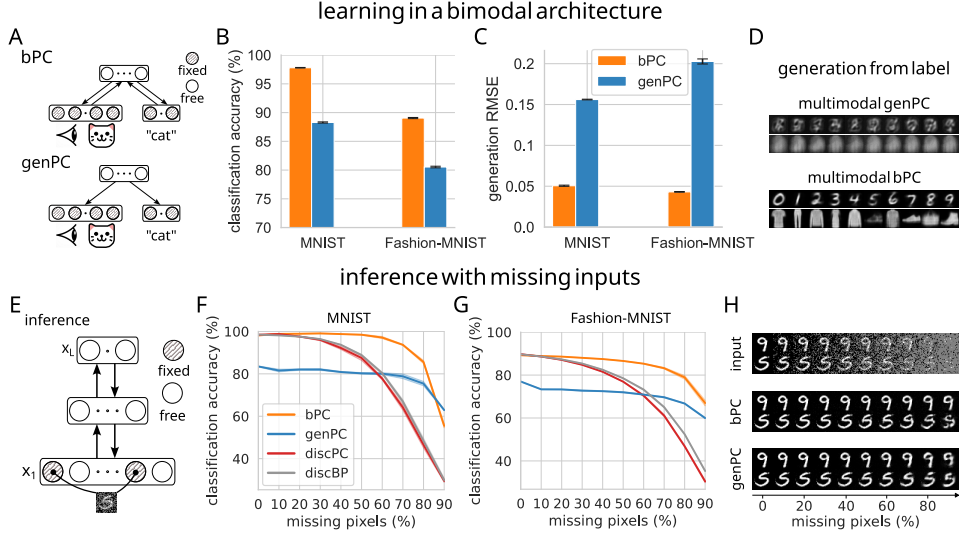 learning in a bimodal architecture
A
bPC
fixed
free
"cat"
genPC
"cat"
B
classification accuracy (%)
100
95
90
85
80
75
70
MNIST
Fashion-MNIST
C
generation RMSE
0.2
0.15
0.1
0.05
0.0
bPC
genPC
MNIST
Fashion-MNIST
D
generation from label
multimodal genPC
multimodal bPC
0 1 2 3 4 5 6 7 8 9
inference with missing inputs
E
inference
xL
fixed
free
x1
F
MNIST
classification accuracy (%)
100
80
60
40
bPC
genPC
discPC
discBP
0 10 20 30 40 50 60 70 80 90
missing pixels (%)
G
Fashion-MNIST
classification accuracy (%)
100
80
60
40
0 10 20 30 40 50 60 70 80 90
missing pixels (%)
H
input
bPC
genPC
0 20 40 60 80
missing pixels (%)